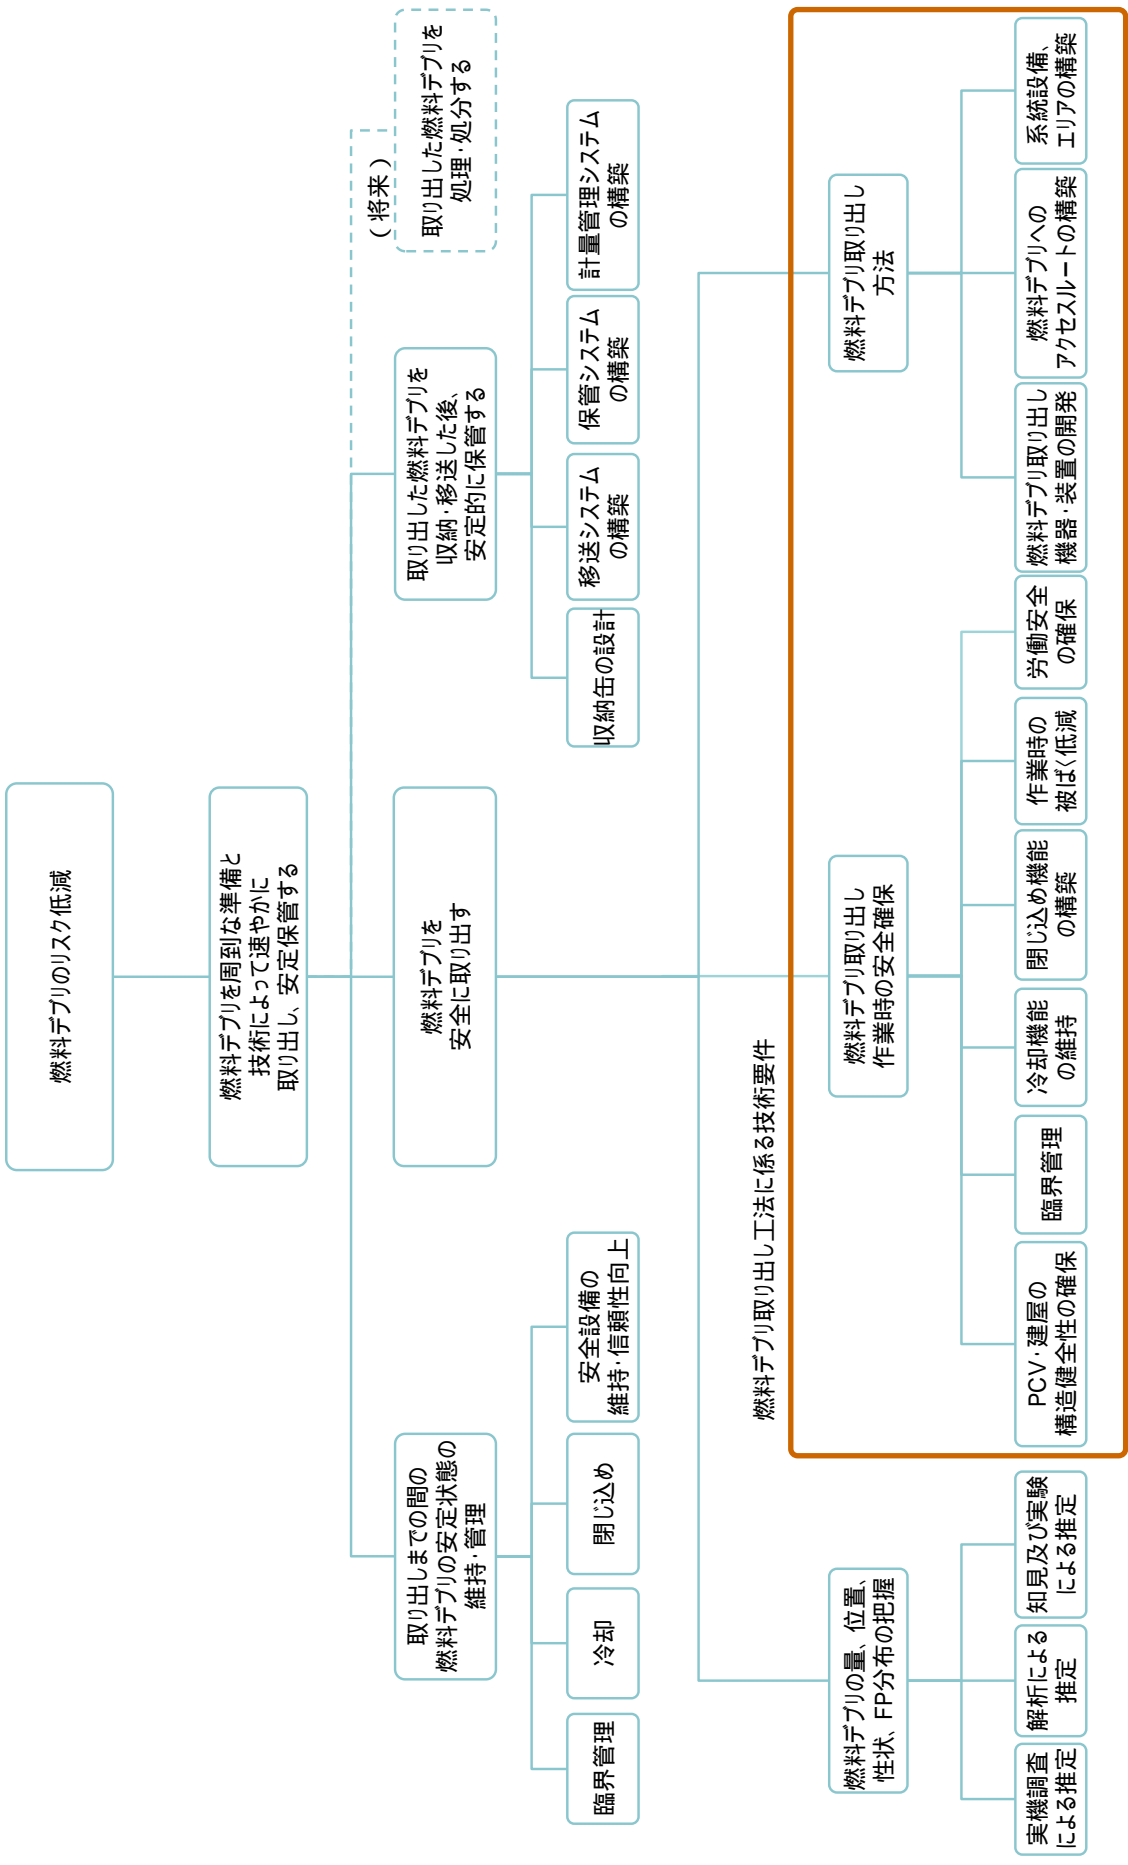 燃料デブリのリスク低減
燃料デブリを周到な準備と
技術によって速やかに
取り出し、安定保管する
取り出しまでの間の
燃料デブリの安定状態の
維持・管理
燃料デブリを
安全に取り出す
取り出した燃料デブリを
収納・移送した後、
安定的に保管する
（将来）
取り出した燃料デブリを
処理・処分する
臨界管理
冷却
閉じ込め
安全設備の
維持・信頼性向上
収納缶の設計
移送システム
の構築
保管システム
の構築
計量管理システム
の構築
燃料デブリ取り出し工法に係る技術要件
燃料デブリの量、位置、
性状、FP分布の把握
燃料デブリ取り出し
作業時の安全確保
燃料デブリ取り出し
方法
実機調査
による推定
解析による
推定
知見及び実験
による推定
PCV・建屋の
構造健全性の確保
臨界管理
冷却機能
の維持
閉じ込め機能
の構築
作業時の
被ばく低減
労働安全
の確保
燃料デブリ取り出し
機器・装置の開発
燃料デブリへの
アクセスルートの構築
系統設備、
エリアの構築